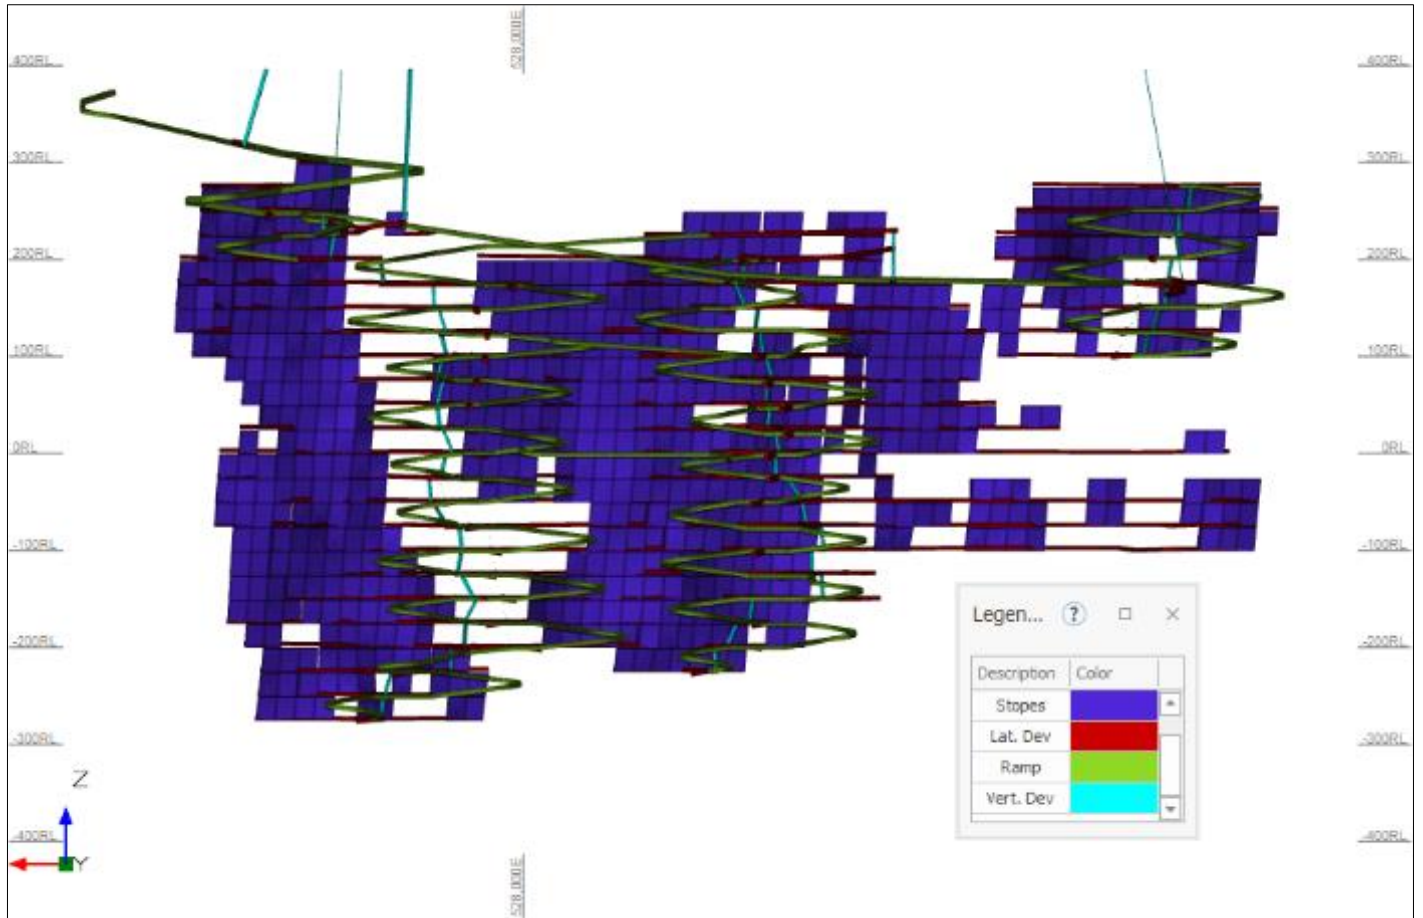 528,000E
400RL
400RL
300RL
300RL
200RL
200RL
100RL
100RL
0RL
0RL
-100RL
-100RL
-200RL
-200RL
Legen... ?
Description Color
Stopes
Lat. Dev
Ramp
Vert. Dev
-300RL
-300RL
Z
-400RL
-400RL
Y
528,000E